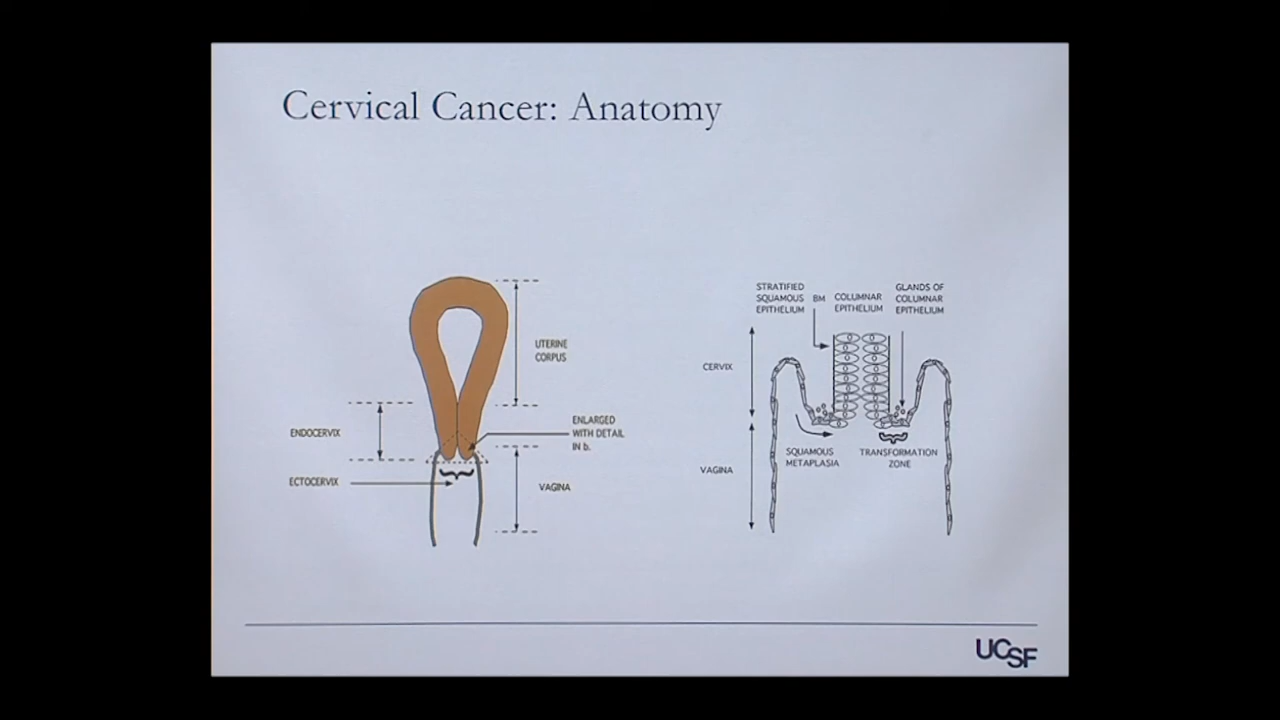 Cervical Cancer: Anatomy
UTERINE
CORPUS
ENDOCERVIX
ENLARGED
WITH DETAIL
IN b.
ECTOCERVIX
VAGINA
STRATIFIED
SQUAMOUS
EPITHELIUM
BM
COLUMNAR
EPITHELIUM
GLANDS OF
COLUMNAR
EPITHELIUM
CERVIX
VAGINA
SQUAMOUS
METAPLASIA
TRANSFORMATION
ZONE
UCSF